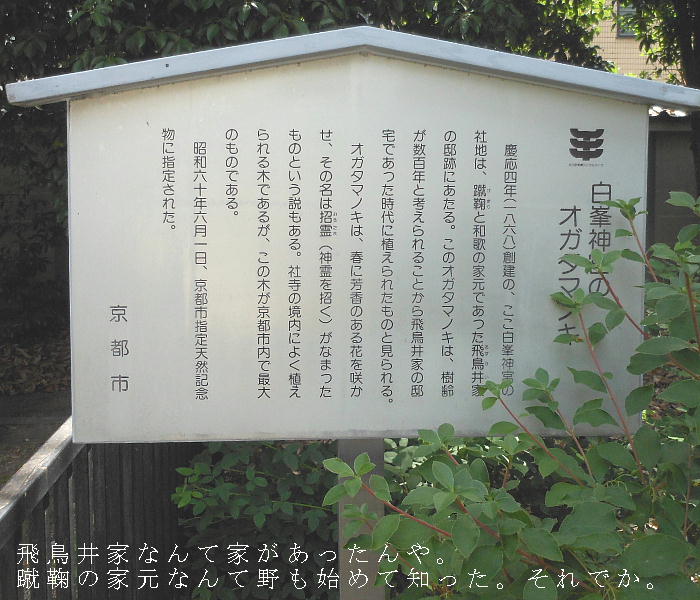 白峯神宮の
オガタマノキ
慶応四年(一八六八)創建の、ここ白峯神宮の
社地は、蹴鞠と和歌の家元であった飛鳥井家
の邸跡にあたる。このオガタマノキは、樹齢
が数百年と考えられることから飛鳥井家の邸
宅であった時代に植えられたものと見られる。
オガタマノキは、春に芳香のある花を咲か
せ、その名は招霊(神霊を招く)がなまった
ものという説もある。社寺の境内によく植え
られる木であるが、この木が京都市内で最大
のものである。
昭和六十年六月一日、京都市指定天然記念
物に指定された。
京都市
飛鳥井家なんて家があったんや。
蹴鞠の家元なんて野も始めて知った。それでか。